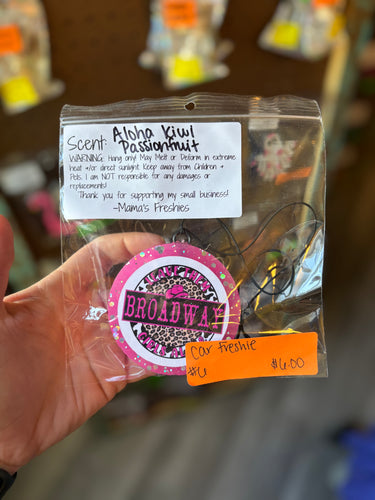 Scent: Aloha Kiwi
Passionfruit
WARNING: Hang only! May Melt or Deform in extreme
heat +/or direct sunlight Keep away from Children +
Pets. I am NOT responsible for any damages or
replacements!
Thank you for supporting my small business!
~Mama's Freshies
BROADWAY
Car freshie
#6 $6.00